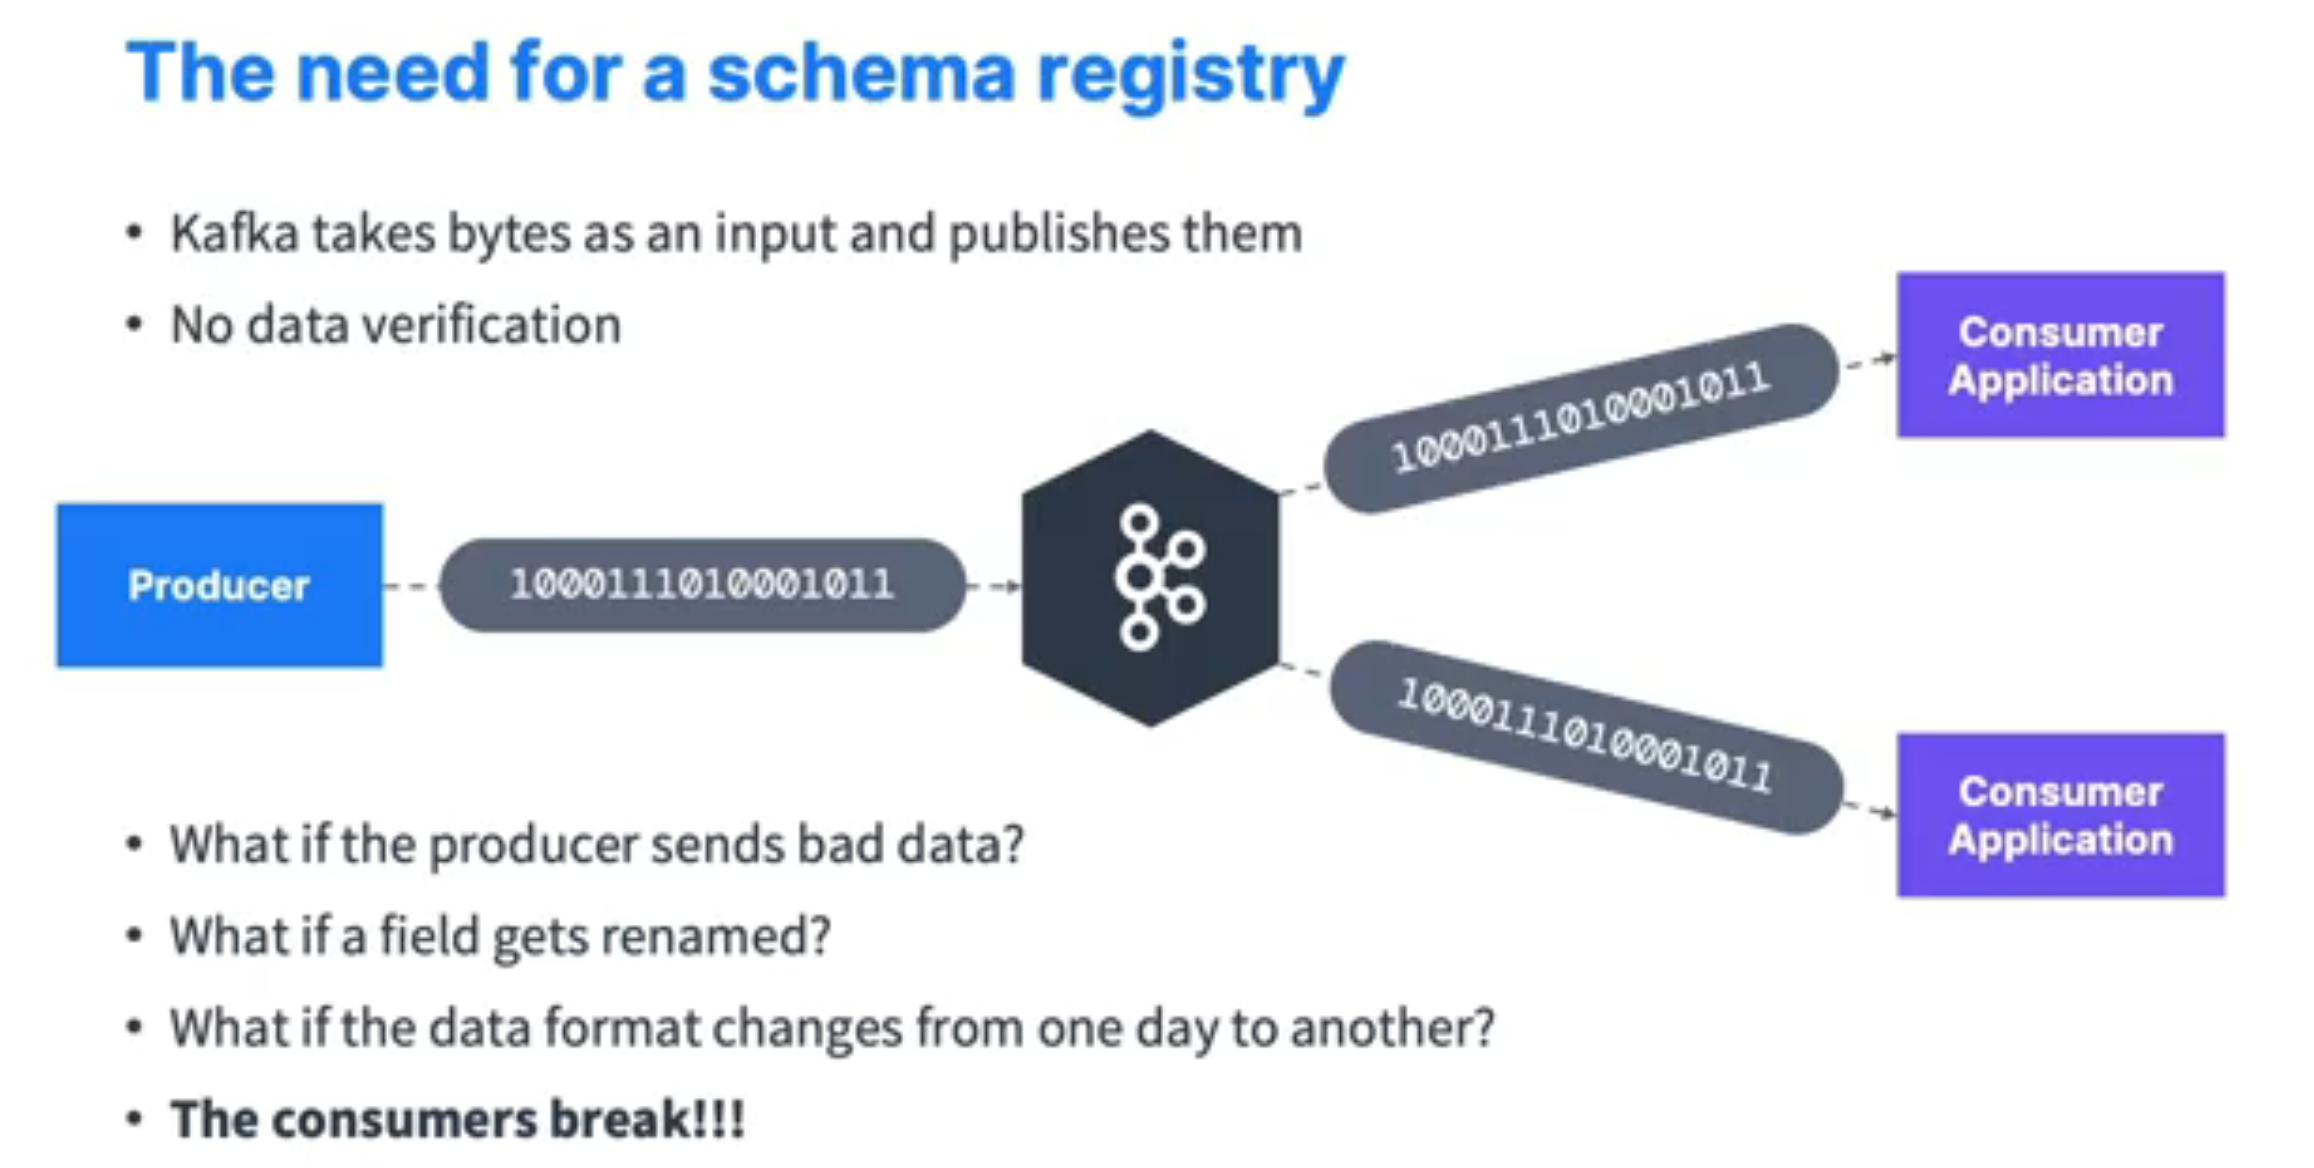 The need for a schema registry
• Kafka takes bytes as an input and publishes them
• No data verification
Consumer
Application
1000111010001011
Producer
1000111010001011
1000111010001011
Consumer
Application
• What if the producer sends bad data?
• What if a field gets renamed?
• What if the data format changes from one day to another?
• The consumers break!!!